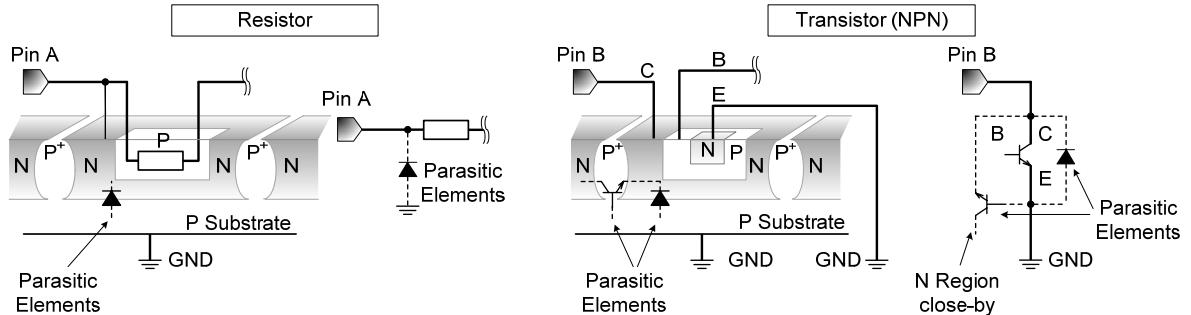 Resistor
Pin A
N
P+
N
P
N
P+
N
P Substrate
GND
Parasitic
Elements
Pin A
Parasitic
Elements
Transistor (NPN)
Pin B
C
B
E
N
P+
N
N
P
N
P+
N
P Substrate
GND
GND
Parasitic
Elements
Pin B
B
C
E
Parasitic
Elements
GND
N Region
close-by